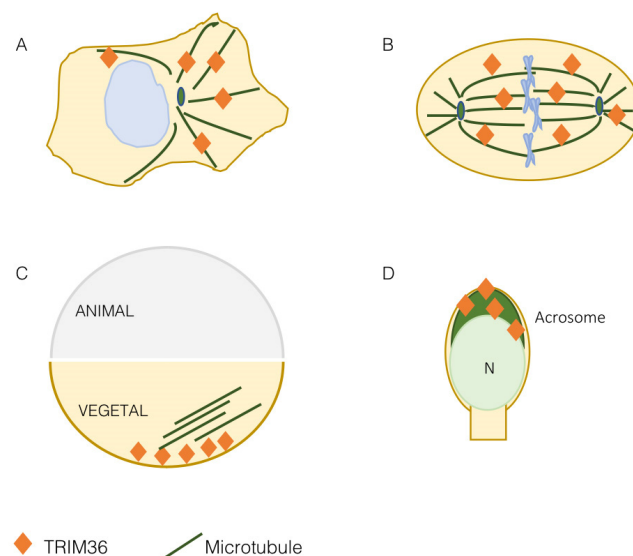 A
B
C
ANIMAL
VEGETAL
D
Acrosome
N
TRIM36
Microtubule